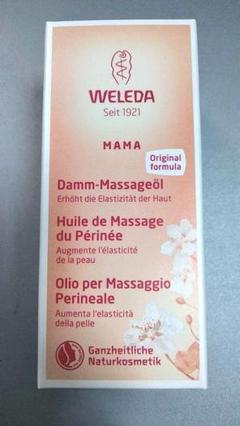 WELEDA
Seit 1921
MAMA
Original
formula
Damm-Massageöl
Erhöht die Elastizität der Haut
Huile de Massage
du Périnée
Augmente l'élasticité
de la peau
Olio per Massaggio
Perineale
Aumenta l'elasticità
della pelle
Ganzheitliche
Naturkosmetik